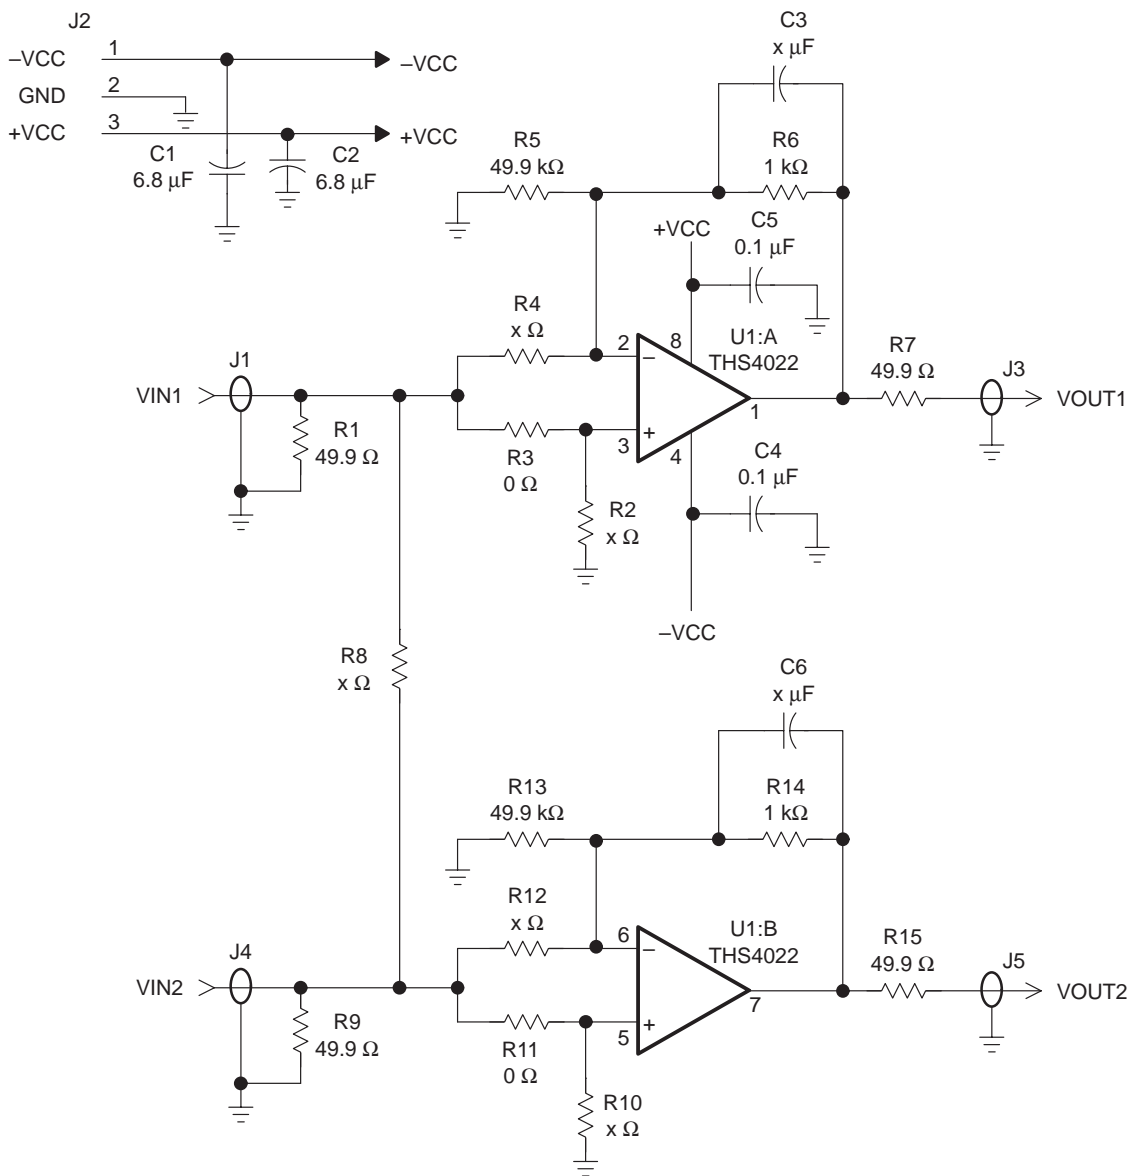 J2
–VCC
1
–VCC
GND
2
+VCC
3
+VCC
C1
6.8 μF
C2
6.8 μF
C3
x μF
R5
49.9 kΩ
R6
1 kΩ
+VCC
C5
0.1 μF
R4
x Ω
2
–
8
U1:A
THS4022
J1
VIN1
R1
49.9 Ω
R3
0 Ω
3
+
4
1
R7
49.9 Ω
J3
VOUT1
R2
x Ω
C4
0.1 μF
–VCC
R8
x Ω
C6
x μF
R13
49.9 kΩ
R14
1 kΩ
R12
x Ω
6
–
U1:B
THS4022
J4
VIN2
R9
49.9 Ω
R11
0 Ω
5
+
7
R15
49.9 Ω
J5
VOUT2
R10
x Ω